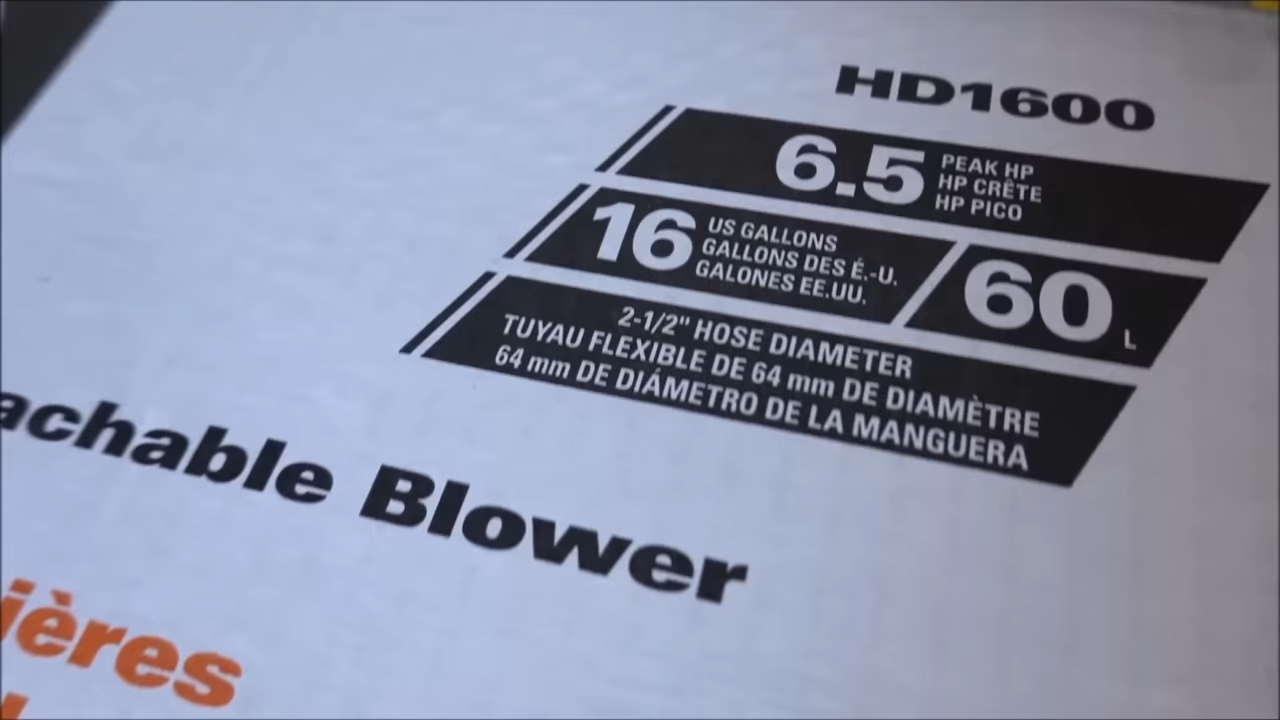 HD1600
6.5 PEAK HP
HP CRÊTE
HP PICO
16 US GALLONS
GALLONS DES É.-U.
GALONES EE.UU.
60 L
2-1/2" HOSE DIAMETER
TUYAU FLEXIBLE DE 64 mm DE DIAMÈTRE
64 mm DE DIÁMETRO DE LA MANGUERA
achable Blower
ières